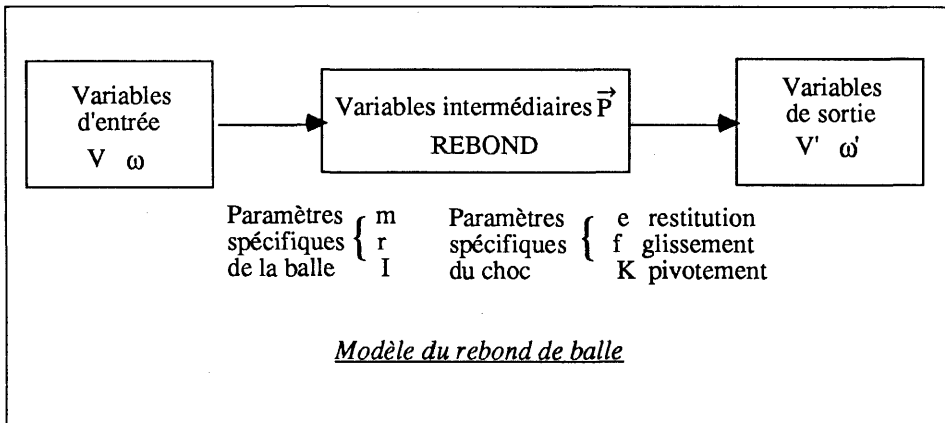 Variables
d'entrée
V ω
Variables intermédiaires P⃗
REBOND
Variables
de sortie
V' ω'
Paramètres
spécifiques
de la balle
{ m
r
I
Paramètres
spécifiques
du choc
{ e restitution
f glissement
K pivotement
Modèle du rebond de balle